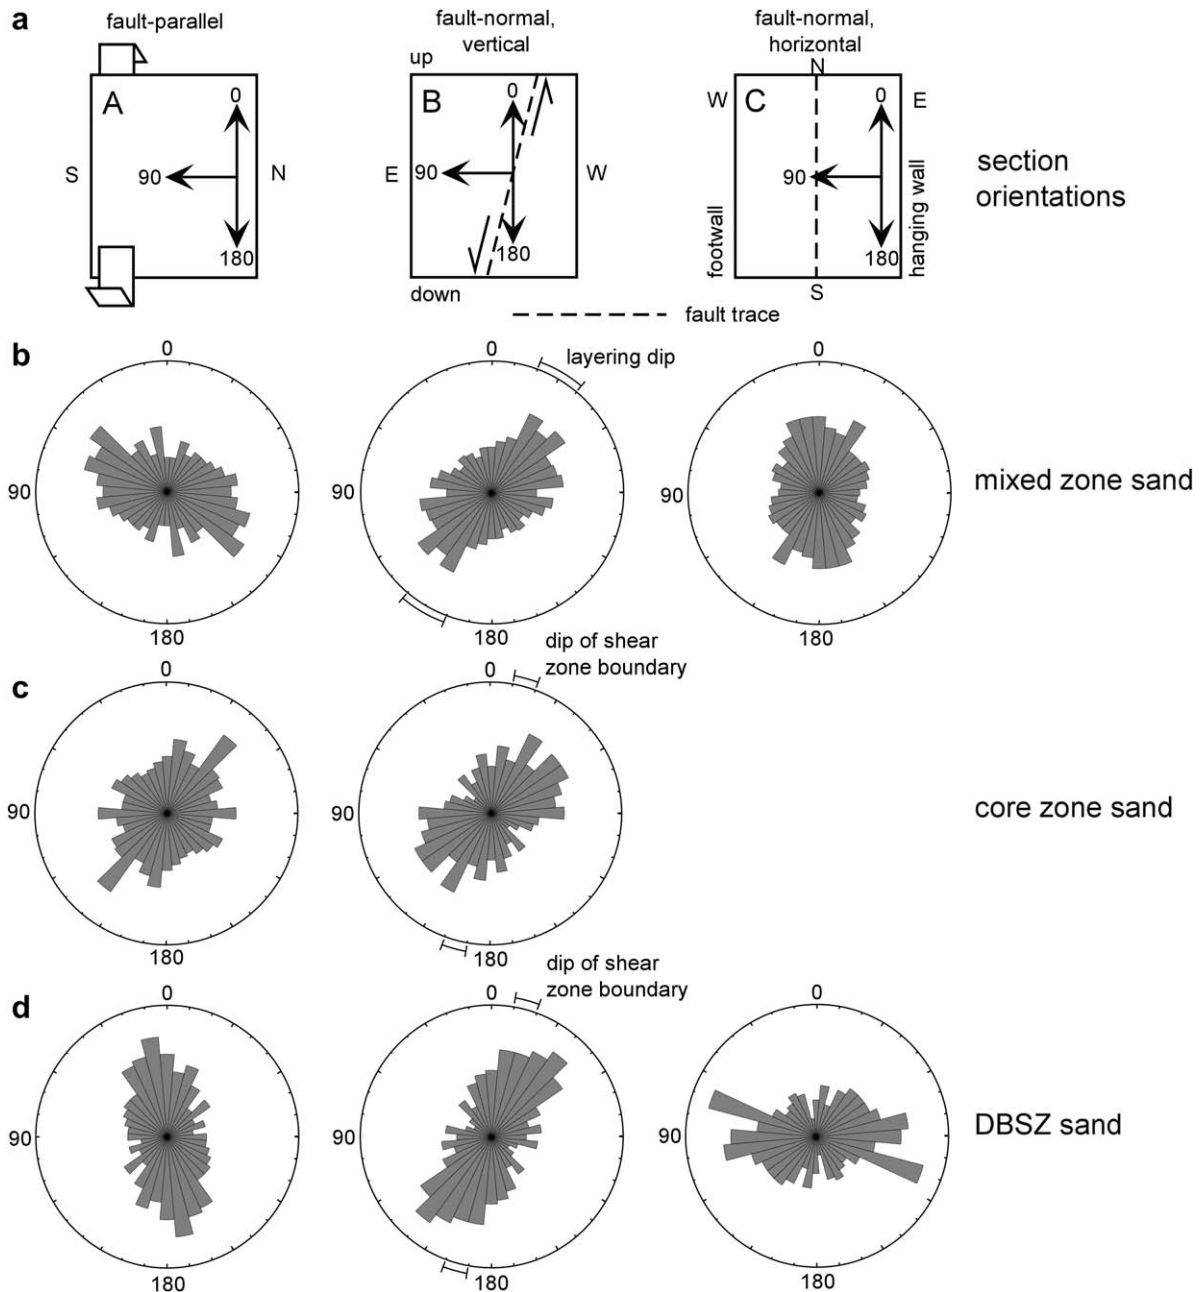 a
fault-parallel
fault-normal,
vertical
fault-normal,
horizontal
up
N
A
0
B
0
W
C
0
E
S
90
N
E
90
W
90
footwall
hanging wall
180
180
180
down
S
fault trace
section
orientations
b
0
0
layering dip
0
90
90
90
mixed zone sand
180
180
180
c
0
0
dip of shear
zone boundary
90
90
core zone sand
180
180
d
0
0
dip of shear
zone boundary
0
90
90
90
DBSZ sand
180
180
180